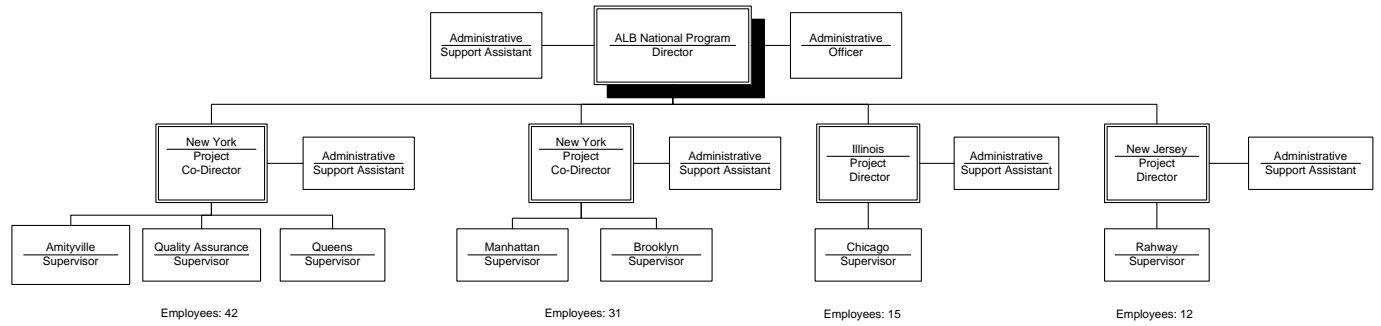 Administrative
Support Assistant
ALB National Program
Director
Administrative
Officer
New York
Project
Co-Director
Administrative
Support Assistant
New York
Project
Co-Director
Administrative
Support Assistant
Illinois
Project
Director
Administrative
Support Assistant
New Jersey
Project
Director
Administrative
Support Assistant
Amityville
Supervisor
Quality Assurance
Supervisor
Queens
Supervisor
Manhattan
Supervisor
Brooklyn
Supervisor
Chicago
Supervisor
Rahway
Supervisor
Employees: 42
Employees: 31
Employees: 15
Employees: 12